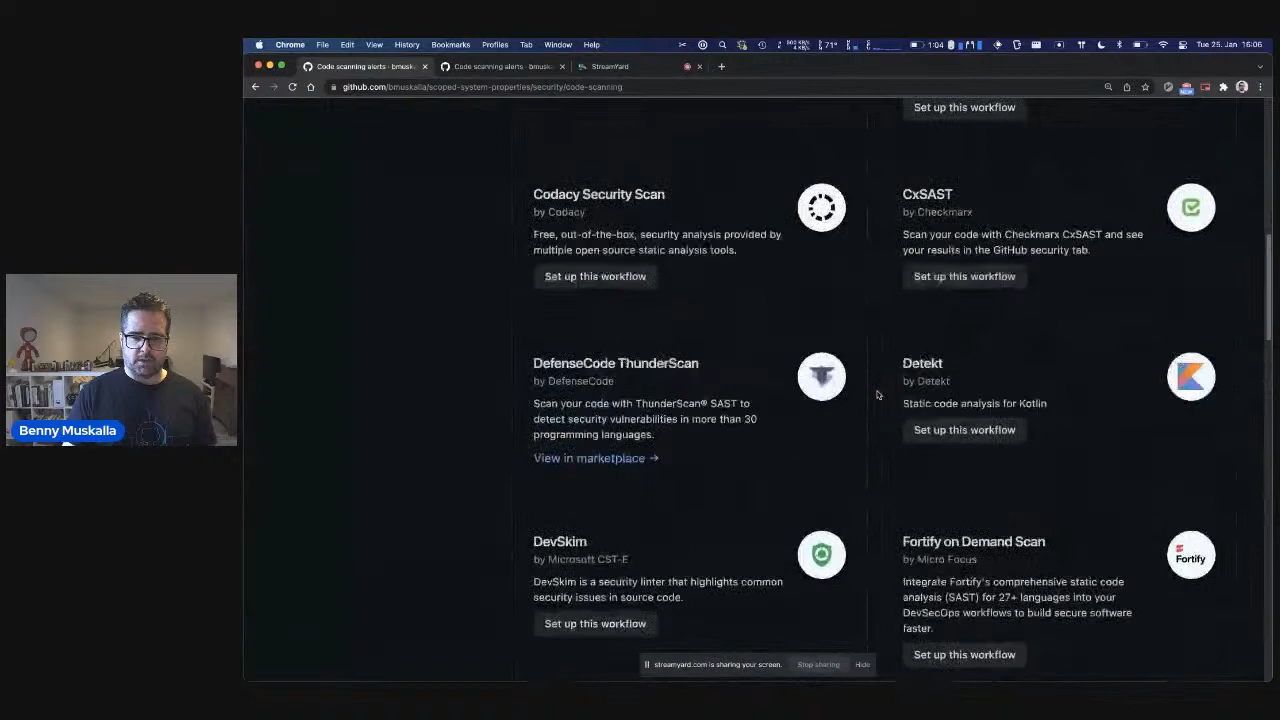 Chrome File Edit View History Bookmarks Profiles Tab Window Help
71° 1:04 Tue 25. Jan 16:06
Code scanning alerts · bmuskal
Code scanning alerts · bmusk
StreamYard
github.com/bmuskalla/scoped-system-properties/security/code-scanning
NEW
Set up this workflow
Codacy Security Scan
by Codacy
Free, out-of-the-box, security analysis provided by
multiple open source static analysis tools.
Set up this workflow
CxSAST
by Checkmarx
Scan your code with Checkmarx CxSAST and see
your results in the GitHub security tab.
Set up this workflow
DefenseCode ThunderScan
by DefenseCode
Scan your code with ThunderScan® SAST to
detect security vulnerabilities in more than 30
programming languages.
View in marketplace →
Detekt
by Detekt
Static code analysis for Kotlin
Set up this workflow
Benny Muskalla
DevSkim
by Microsoft CST-E
DevSkim is a security linter that highlights common
security issues in source code.
Set up this workflow
Fortify on Demand Scan
by Micro Focus
Fortify
Integrate Fortify's comprehensive static code
analysis (SAST) for 27+ languages into your
DevSecOps workflows to build secure software
faster.
Set up this workflow
streamyard.com is sharing your screen.
Stop sharing
Hide